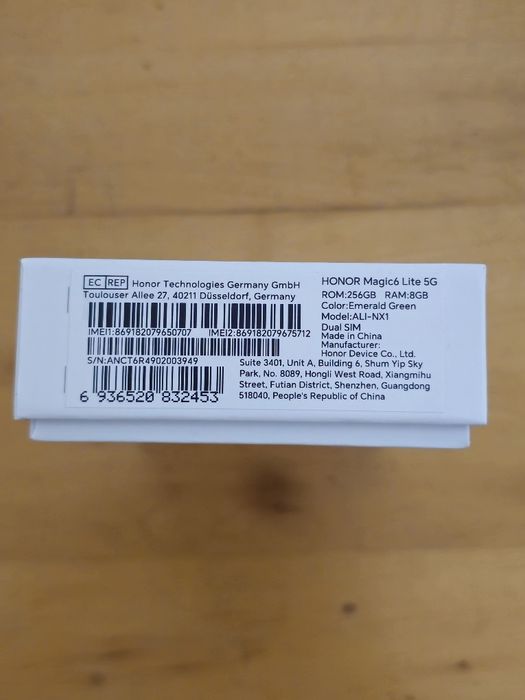 EC REP Honor Technologies Germany GmbH
Toulouser Allee 27, 40211 Düsseldorf, Germany
IMEI1:869182079650707 IMEI2:869182079675712
S/N:ANCT6R4902003949
6 936520 832453
HONOR Magic6 Lite 5G
ROM:256GB RAM:8GB
Color:Emerald Green
Model:ALI-NX1
Dual SIM
Made in China
Manufacturer:
Honor Device Co., Ltd.
Suite 3401, Unit A, Building 6, Shum Yip Sky
Park, No. 8089, Hongli West Road, Xiangmihu
Street, Futian District, Shenzhen, Guangdong
518040, People's Republic of China